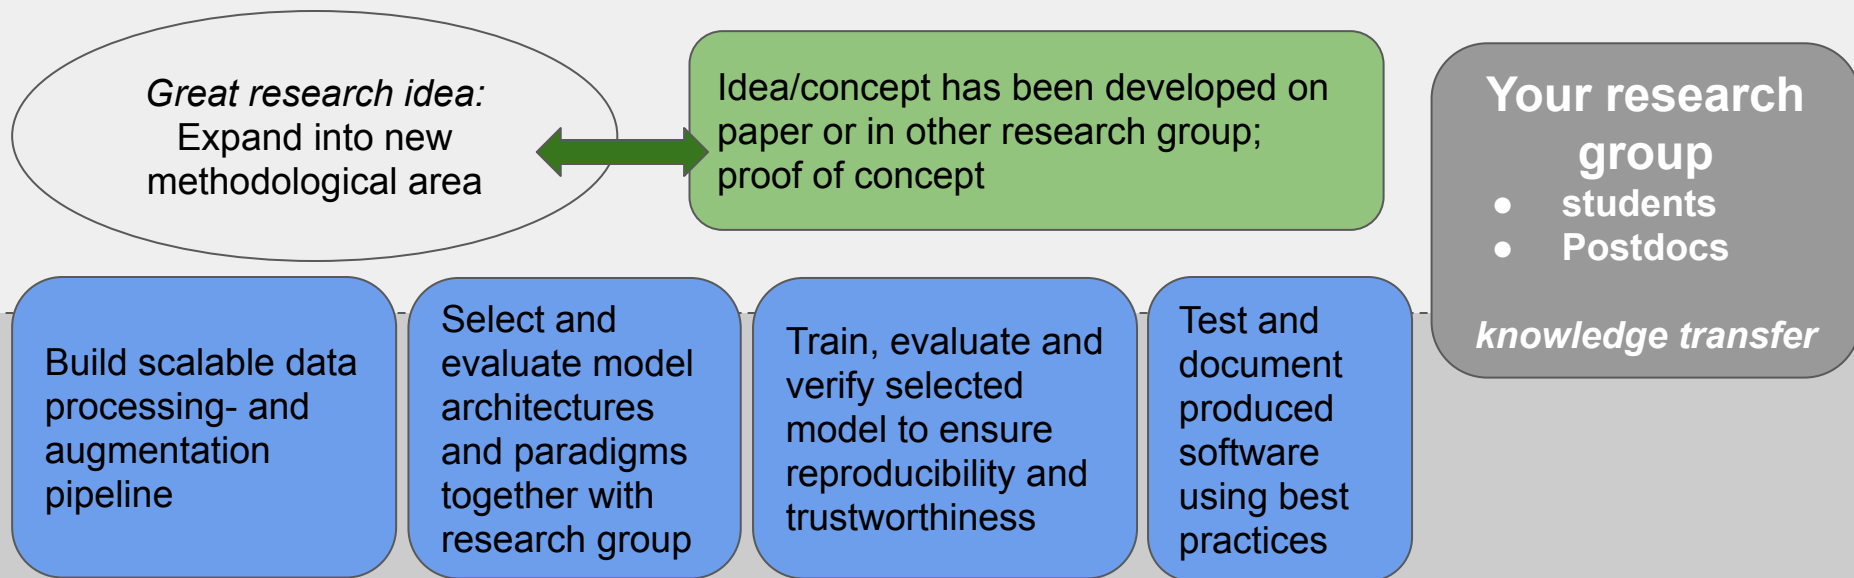 Great research idea:
Expand into new
methodological area
Idea/concept has been developed on
paper or in other research group;
proof of concept
Your research
group
● students
● Postdocs
knowledge transfer
Build scalable data
processing- and
augmentation
pipeline
Select and
evaluate model
architectures
and paradigms
together with
research group
Train, evaluate and
verify selected
model to ensure
reproducibility and
trustworthiness
Test and
document
produced
software
using best
practices